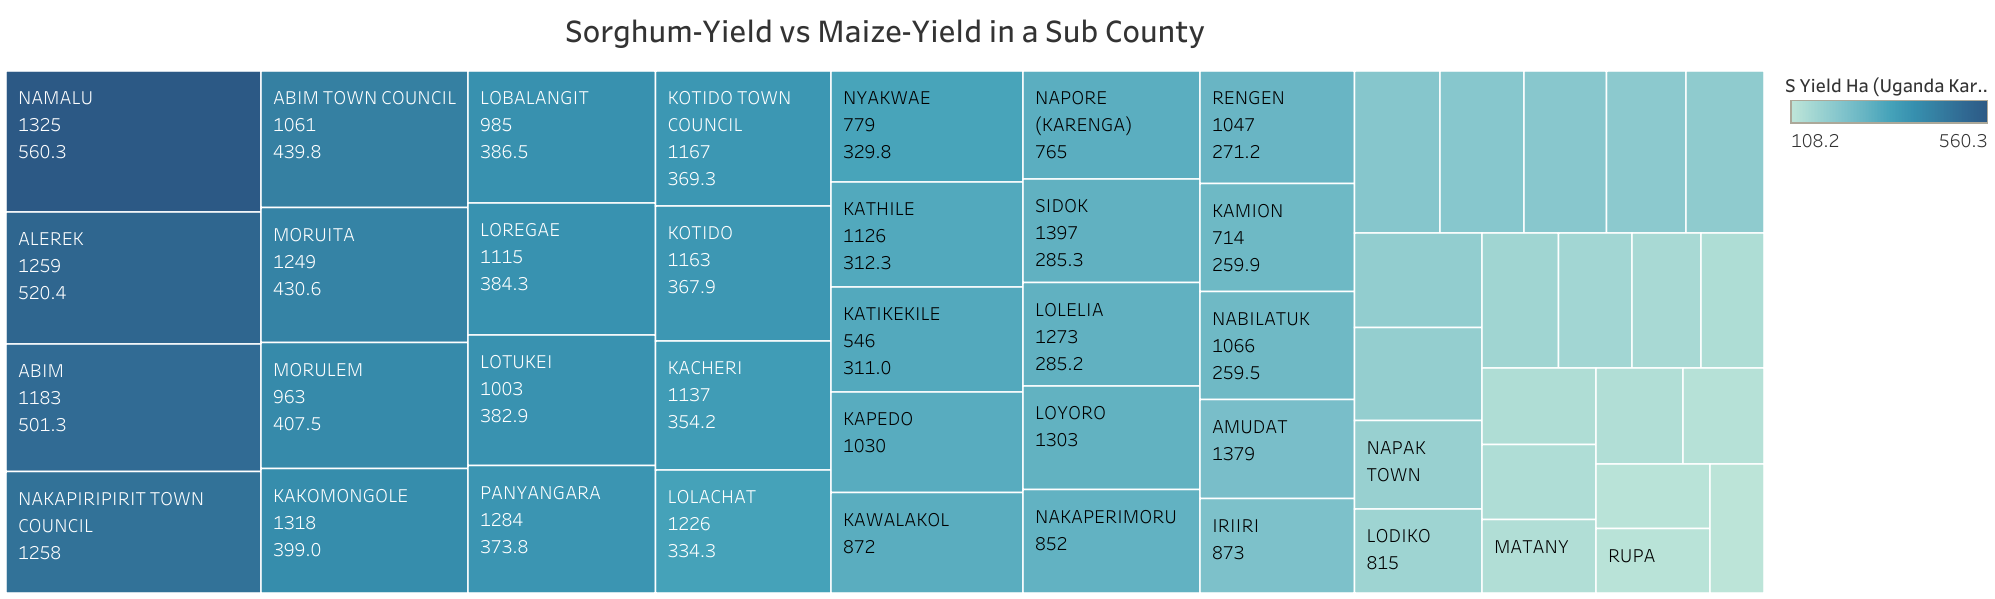 Sorghum-Yield vs Maize-Yield in a Sub County
NAMALU
1325
560.3
ALEREK
1259
520.4
ABIM
1183
501.3
NAKAPIRIPIRIT TOWN
COUNCIL
1258
ABIM TOWN COUNCIL
1061
439.8
MORUITA
1249
430.6
MORULEM
963
407.5
KAKOMONGOLE
1318
399.0
LOBALANGIT
985
386.5
LOREGAE
1115
384.3
LOTUKEI
1003
382.9
PANYANGARA
1284
373.8
KOTIDO TOWN
COUNCIL
1167
369.3
KOTIDO
1163
367.9
KACHERI
1137
354.2
LOLACHAT
1226
334.3
NYAKWAE
779
329.8
KATHILE
1126
312.3
KATIKEKILE
546
311.0
KAPEDO
1030
KAWALAKOL
872
NAPORE
(KARENGA)
765
SIDOK
1397
285.3
LOLELIA
1273
285.2
LOYORO
1303
NAKAPERIMORU
852
RENGEN
1047
271.2
KAMION
714
259.9
NABILATUK
1066
259.5
AMUDAT
1379
IRIIRI
873
NAPAK
TOWN
LODIKO
815
MATANY
RUPA
S Yield Ha (Uganda Kar..
108.2 560.3